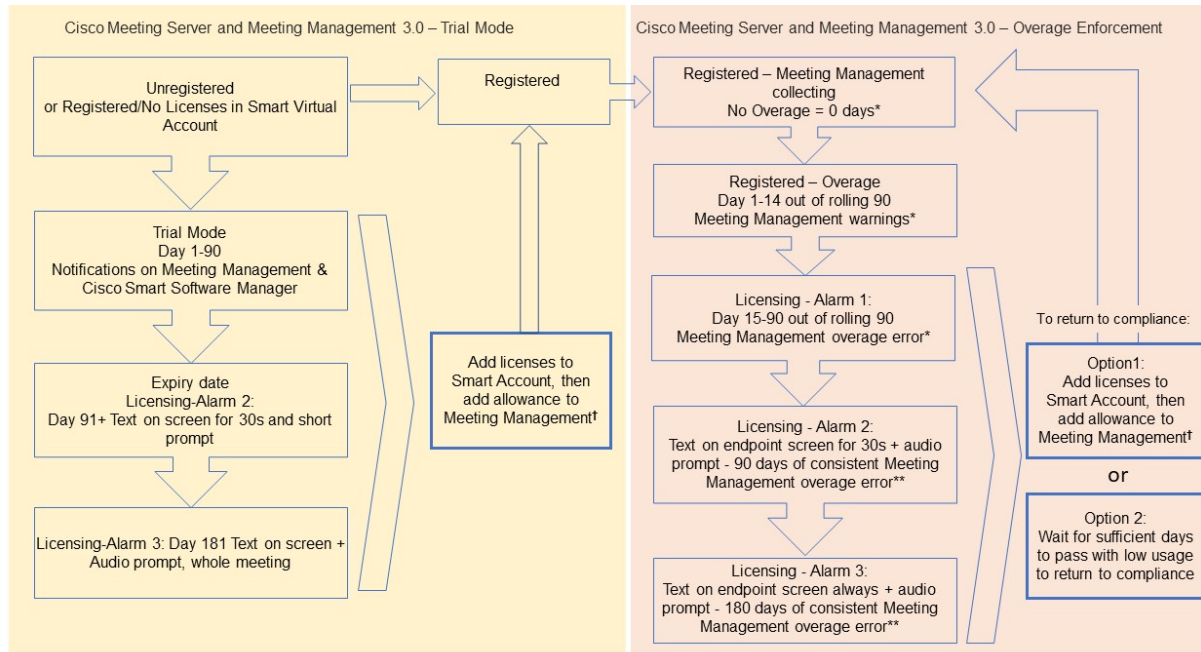 Cisco Meeting Server and Meeting Management 3.0 – Trial Mode
Unregistered
or Registered/No Licenses in Smart Virtual
Account
Registered
Trial Mode
Day 1-90
Notifications on Meeting Management &
Cisco Smart Software Manager
Expiry date
Licensing-Alarm 2:
Day 91+ Text on screen for 30s and short
prompt
Licensing-Alarm 3: Day 181 Text on screen +
Audio prompt, whole meeting
Add licenses to
Smart Account, then
add allowance to
Meeting Management†
Cisco Meeting Server and Meeting Management 3.0 – Overage Enforcement
Registered – Meeting Management
collecting
No Overage = 0 days*
Registered – Overage
Day 1-14 out of rolling 90
Meeting Management warnings*
Licensing - Alarm 1:
Day 15-90 out of rolling 90
Meeting Management overage error*
Licensing - Alarm 2:
Text on endpoint screen for 30s + audio
prompt - 90 days of consistent Meeting
Management overage error**
Licensing - Alarm 3:
Text on endpoint screen always + audio
prompt - 180 days of consistent Meeting
Management overage error**
To return to compliance:
Option1:
Add licenses to
Smart Account, then
add allowance to
Meeting Management†
or
Option 2:
Wait for sufficient days
to pass with low usage
to return to compliance